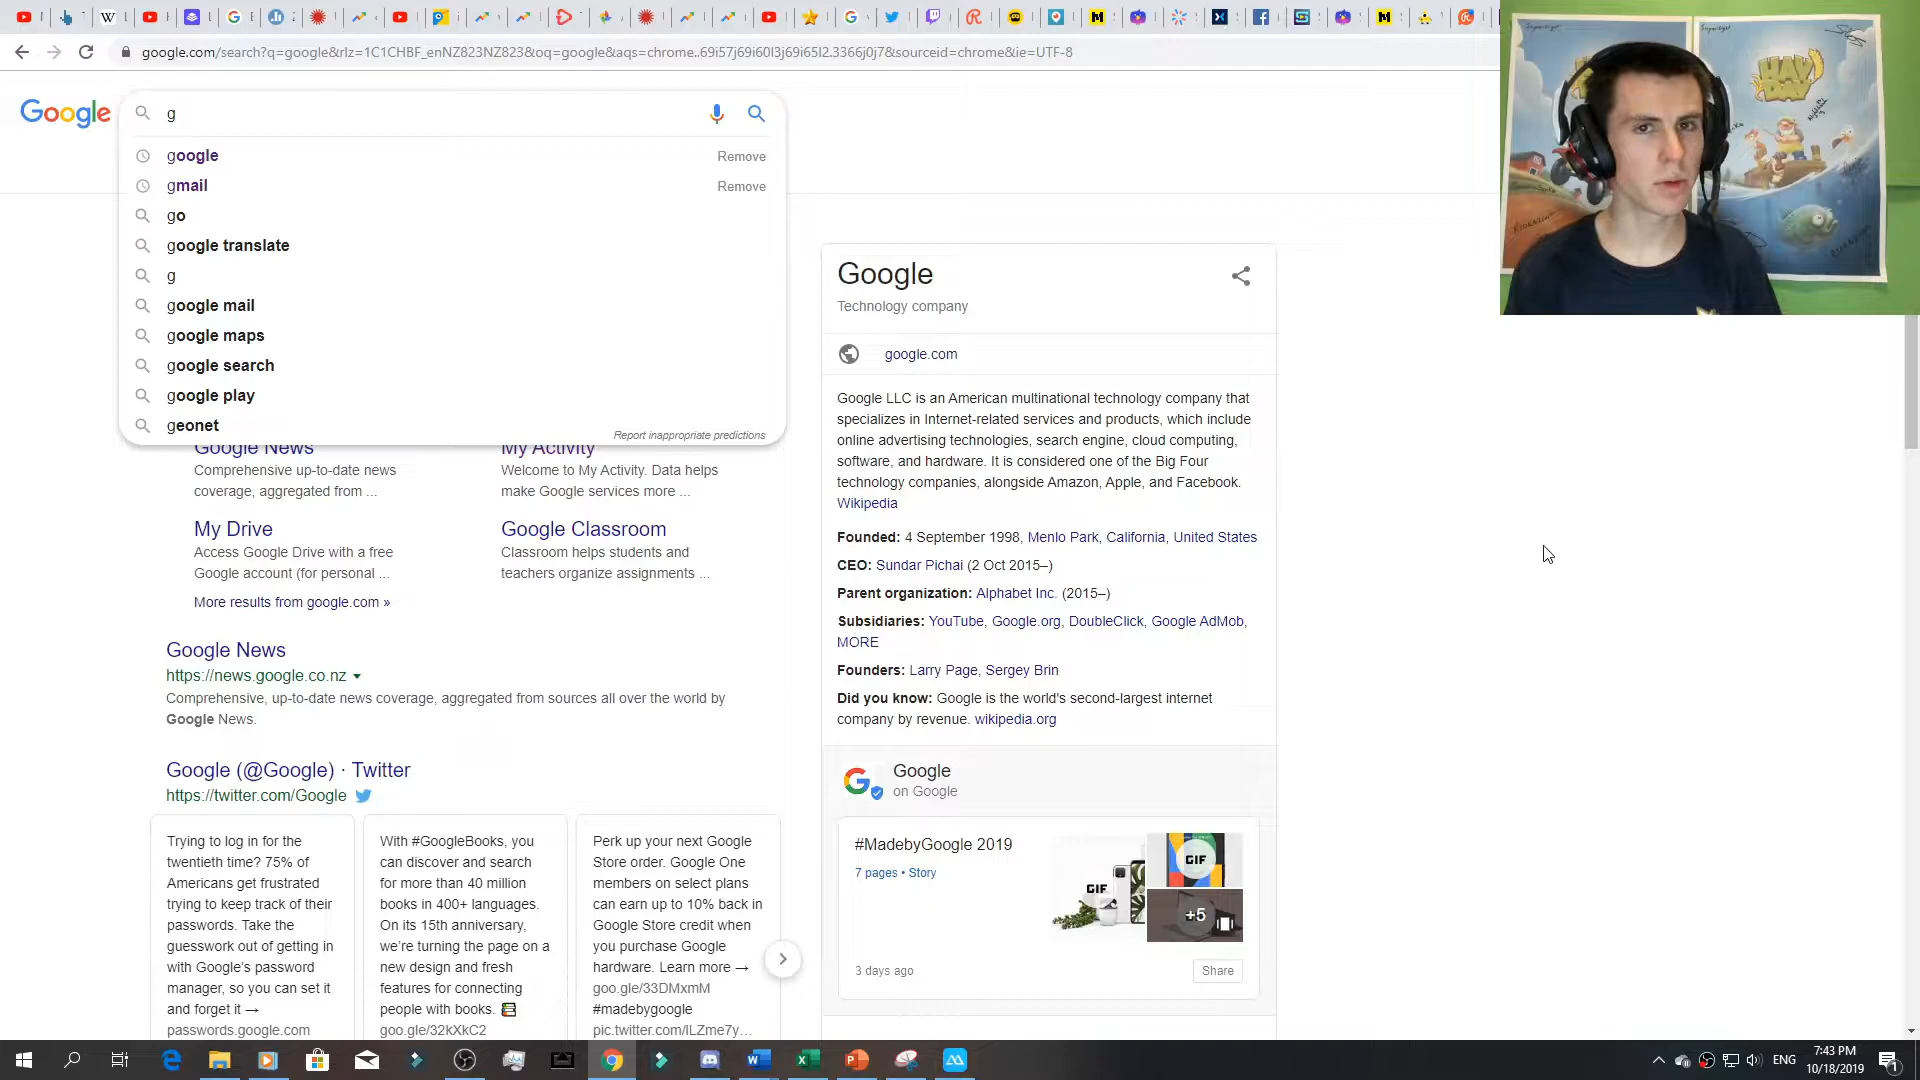 google.com/search?q=google&rlz=1C1CHBF_enNZ823NZ823&oq=google&aqs=chrome..69i57j69i60l3j69i65l2.3366j0j7&sourceid=chrome&ie=UTF-8
Google
g
google
Remove
gmail
Remove
go
google translate
g
google mail
google maps
google search
google play
geonet
Report inappropriate predictions
Google News
Comprehensive up-to-date news
coverage, aggregated from ...
My Activity
Welcome to My Activity. Data helps
make Google services more ...
My Drive
Access Google Drive with a free
Google account (for personal ...
Google Classroom
Classroom helps students and
teachers organize assignments ...
More results from google.com »
Google News
https://news.google.co.nz
Comprehensive, up-to-date news coverage, aggregated from sources all over the world by
Google News.
Google (@Google) · Twitter
https://twitter.com/Google
Trying to log in for the
twentieth time? 75% of
Americans get frustrated
trying to keep track of their
passwords. Take the
guesswork out of getting in
with Google's password
manager, so you can set it
and forget it →
passwords.google.com
With #GoogleBooks, you
can discover and search
for more than 40 million
books in 400+ languages.
On its 15th anniversary,
we're turning the page on a
new design and fresh
features for connecting
people with books.
goo.gle/32kXkC2
Perk up your next Google
Store order. Google One
members on select plans
can earn up to 10% back in
Google Store credit when
you purchase Google
hardware. Learn more →
goo.gle/33DMxmM
#madebygoogle
pic.twitter.com/ILZme7y…
Google
Technology company
google.com
Google LLC is an American multinational technology company that
specializes in Internet-related services and products, which include
online advertising technologies, search engine, cloud computing,
software, and hardware. It is considered one of the Big Four
technology companies, alongside Amazon, Apple, and Facebook.
Wikipedia
Founded: 4 September 1998, Menlo Park, California, United States
CEO: Sundar Pichai (2 Oct 2015–)
Parent organization: Alphabet Inc. (2015–)
Subsidiaries: YouTube, Google.org, DoubleClick, Google AdMob,
MORE
Founders: Larry Page, Sergey Brin
Did you know: Google is the world's second-largest internet
company by revenue. wikipedia.org
Google
on Google
#MadebyGoogle 2019
7 pages • Story
GIF
GIF
+5
3 days ago
Share
HAY
DAY
ENG
7:43 PM
10/18/2019
1